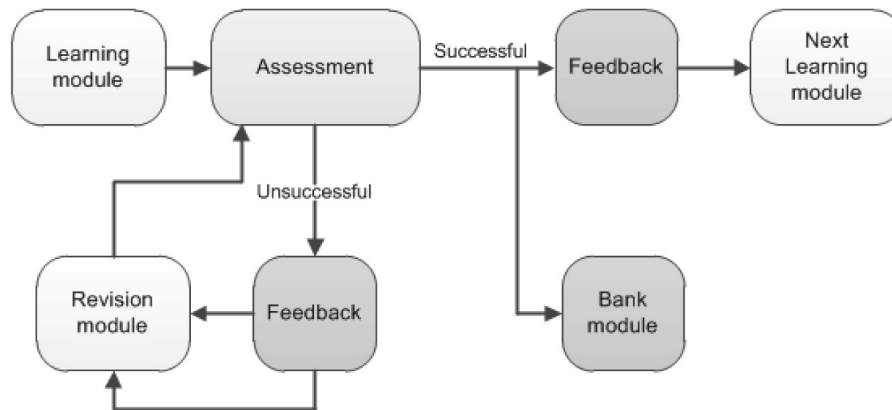 Learning
module
Assessment
Successful
Feedback
Next
Learning
module
Unsuccessful
Revision
module
Feedback
Bank
module